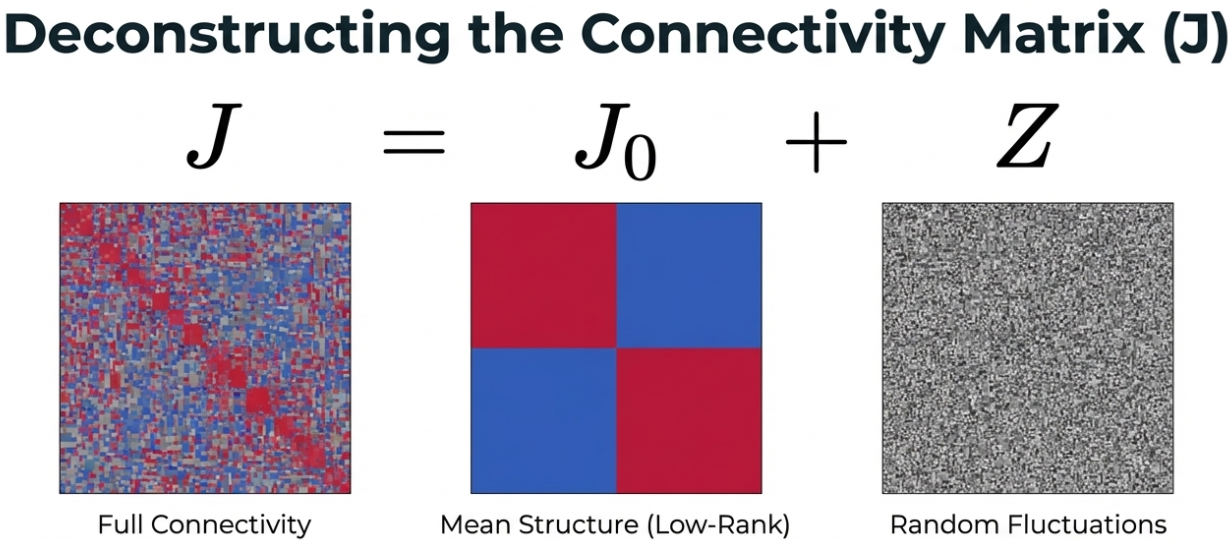 Deconstructing the Connectivity Matrix (J)
J = J₀ + Z
Full Connectivity
Mean Structure (Low-Rank)
Random Fluctuations